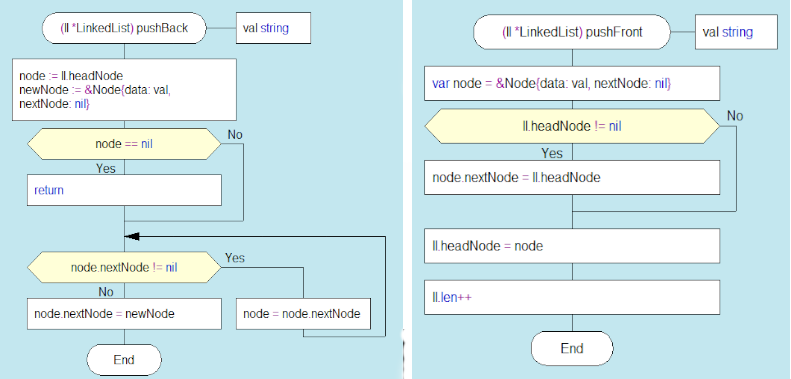 (ll *LinkedList) pushBack
val string
node := ll.headNode
newNode := &Node{data: val,
nextNode: nil}
node == nil
No
Yes
return
node.nextNode != nil
Yes
No
node.nextNode = newNode
node = node.nextNode
End
(ll *LinkedList) pushFront
val string
var node = &Node{data: val, nextNode: nil}
ll.headNode != nil
No
Yes
node.nextNode = ll.headNode
ll.headNode = node
ll.len++
End